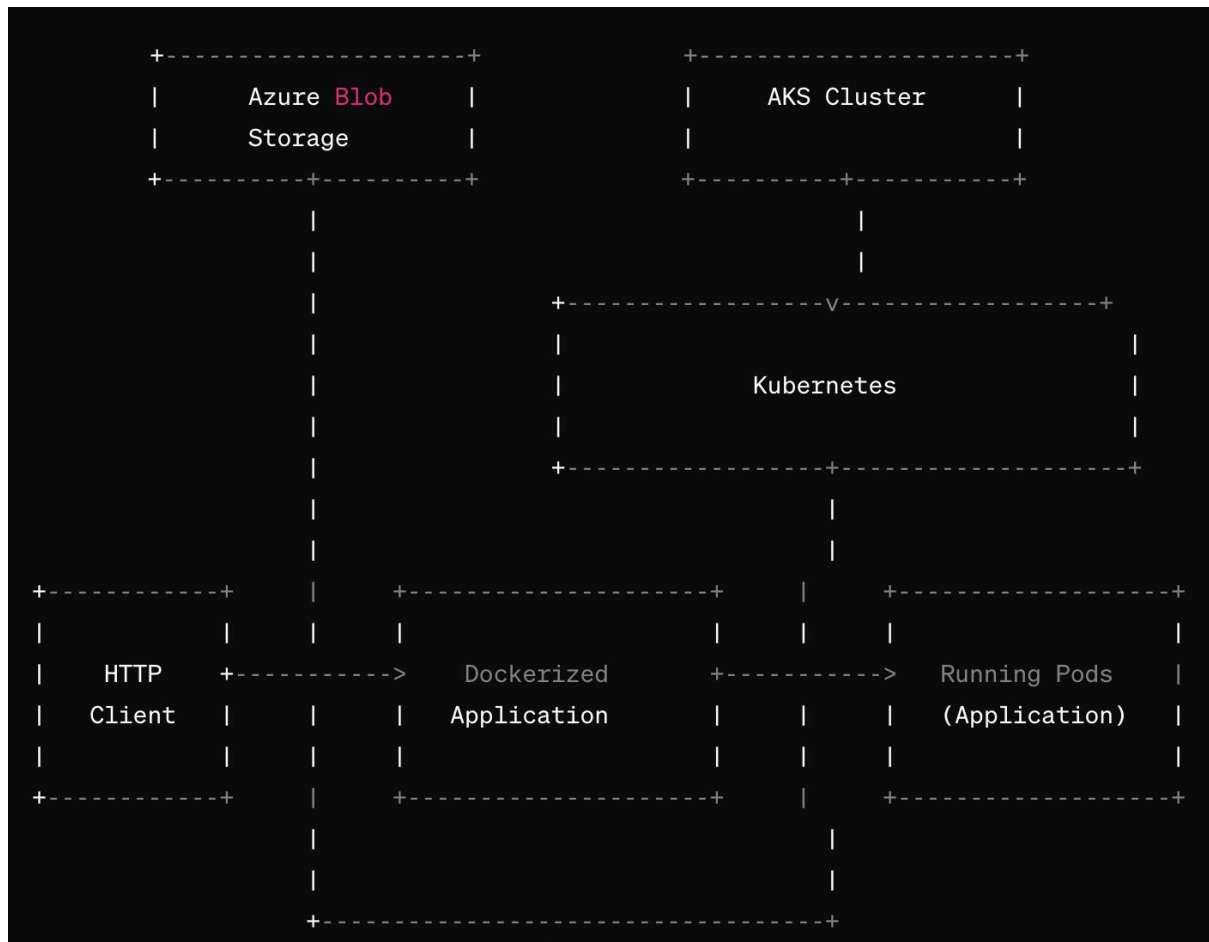 Azure Blob
Storage
AKS Cluster
Kubernetes
HTTP
Client
Dockerized
Application
Running Pods
(Application)